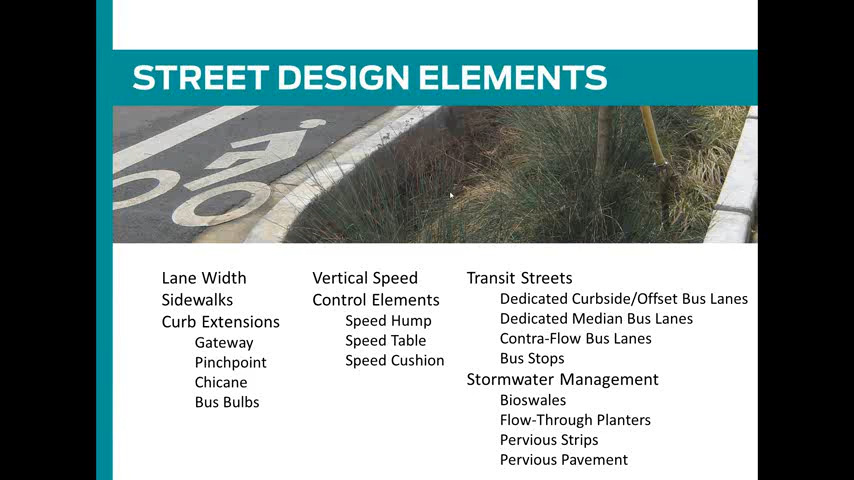 STREET DESIGN ELEMENTS
Lane Width
Sidewalks
Curb Extensions
Gateway
Pinchpoint
Chicane
Bus Bulbs
Vertical Speed
Control Elements
Speed Hump
Speed Table
Speed Cushion
Transit Streets
Dedicated Curbside/Offset Bus Lanes
Dedicated Median Bus Lanes
Contra-Flow Bus Lanes
Bus Stops
Stormwater Management
Bioswales
Flow-Through Planters
Pervious Strips
Pervious Pavement